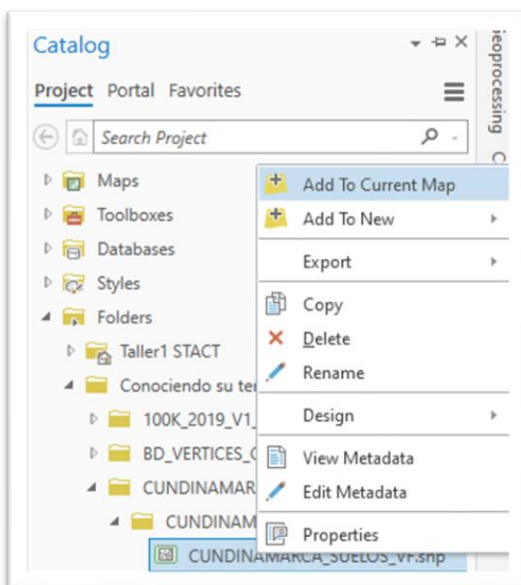 Catalog
Project Portal Favorites
Search Project
Maps
Toolboxes
Databases
Styles
Folders
Taller1 STACT
Conociendo su ter
100K_2019_V1_
BD_VERTICES_
CUNDINAMAR
CUNDINAM
CUNDINAMARCA_SUELOS_VF.shp
Add To Current Map
Add To New
Export
Copy
Delete
Rename
Design
View Metadata
Edit Metadata
Properties
eoprocessing